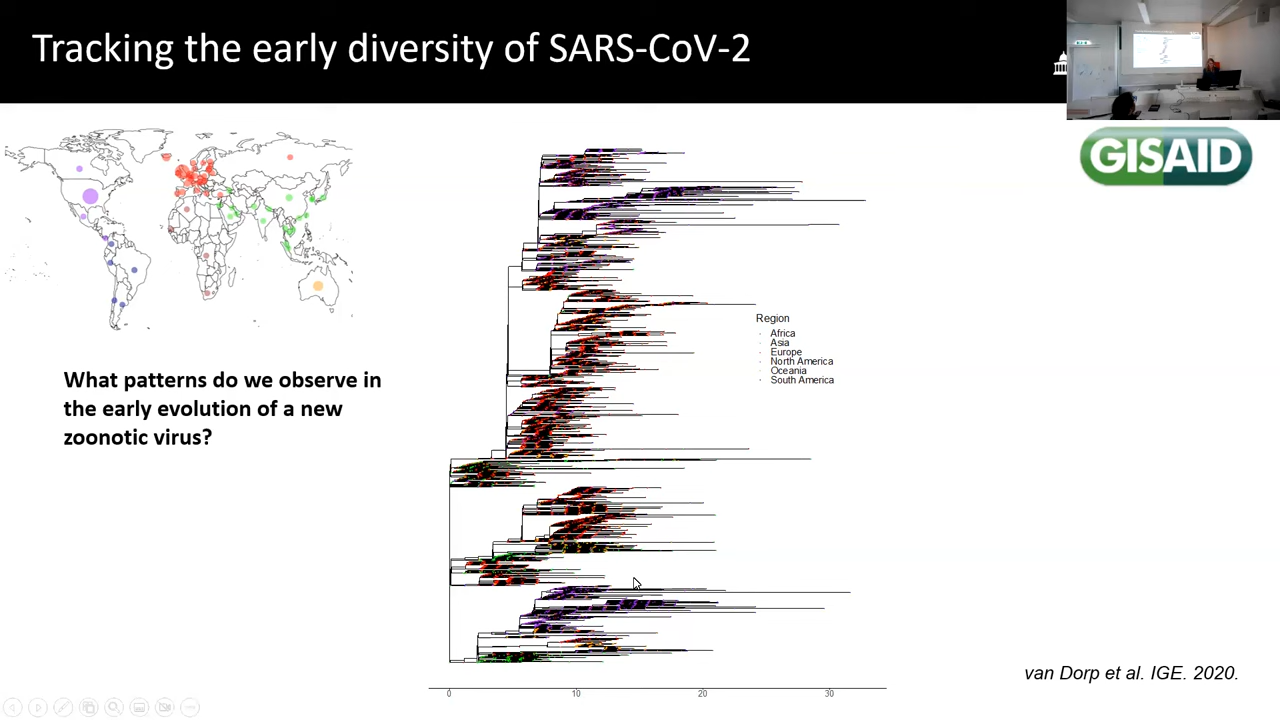 Tracking the early diversity of SARS-CoV-2
GISAID
What patterns do we observe in
the early evolution of a new
zoonotic virus?
Region
Africa
Asia
Europe
North America
Oceania
South America
van Dorp et al. IGE. 2020.
0 10 20 30